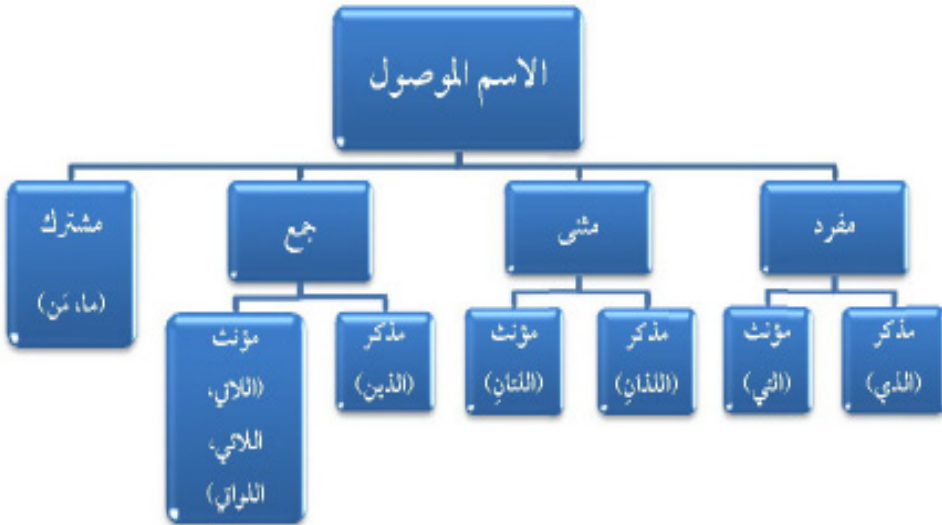 الاسم الموصول
مفرد
مثنى
جمع
مشترك
(ما، مَن)
مذكر
(الذي)
مؤنث
(التي)
مذكر
(اللذانِ)
مؤنث
(اللتانِ)
مذكر
(الذين)
مؤنث
(اللاتي،
اللائي،
اللواتي)